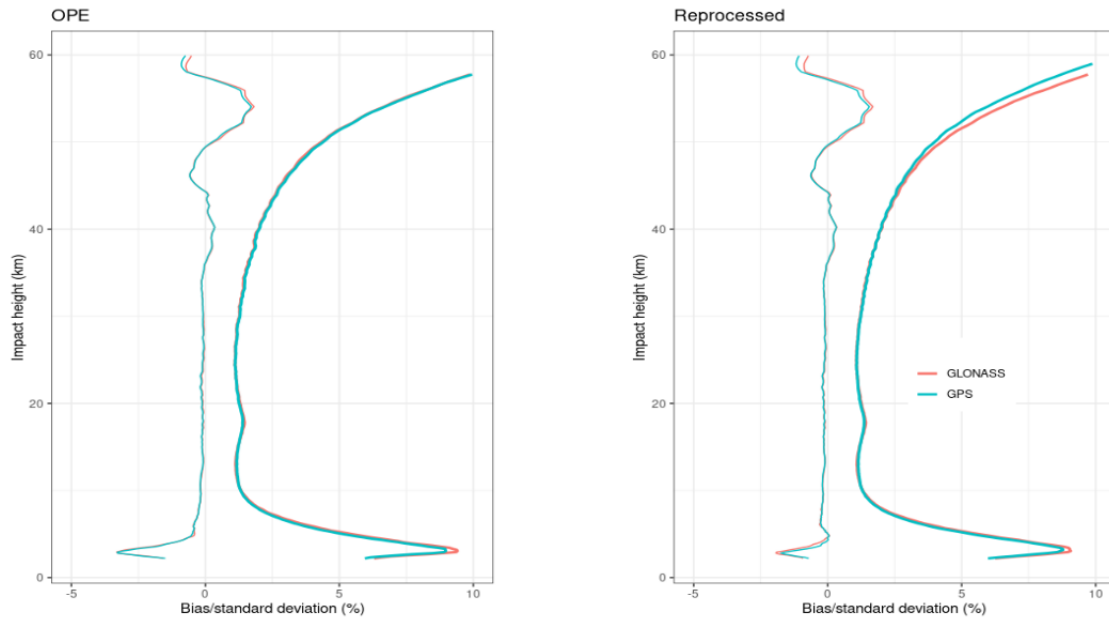 OPE
60
40
20
0
Impact height (km)
-5
0
5
10
Bias/standard deviation (%)
Reprocessed
60
40
20
0
Impact height (km)
GLONASS
GPS
-5
0
5
10
Bias/standard deviation (%)